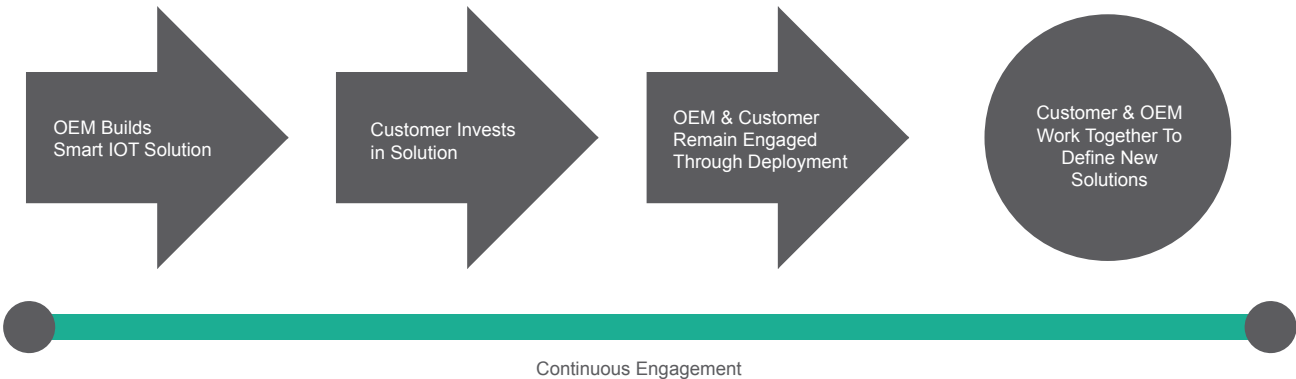 OEM Builds
Smart IOT Solution
Customer Invests
in Solution
OEM & Customer
Remain Engaged
Through Deployment
Customer & OEM
Work Together To
Define New
Solutions
Continuous Engagement